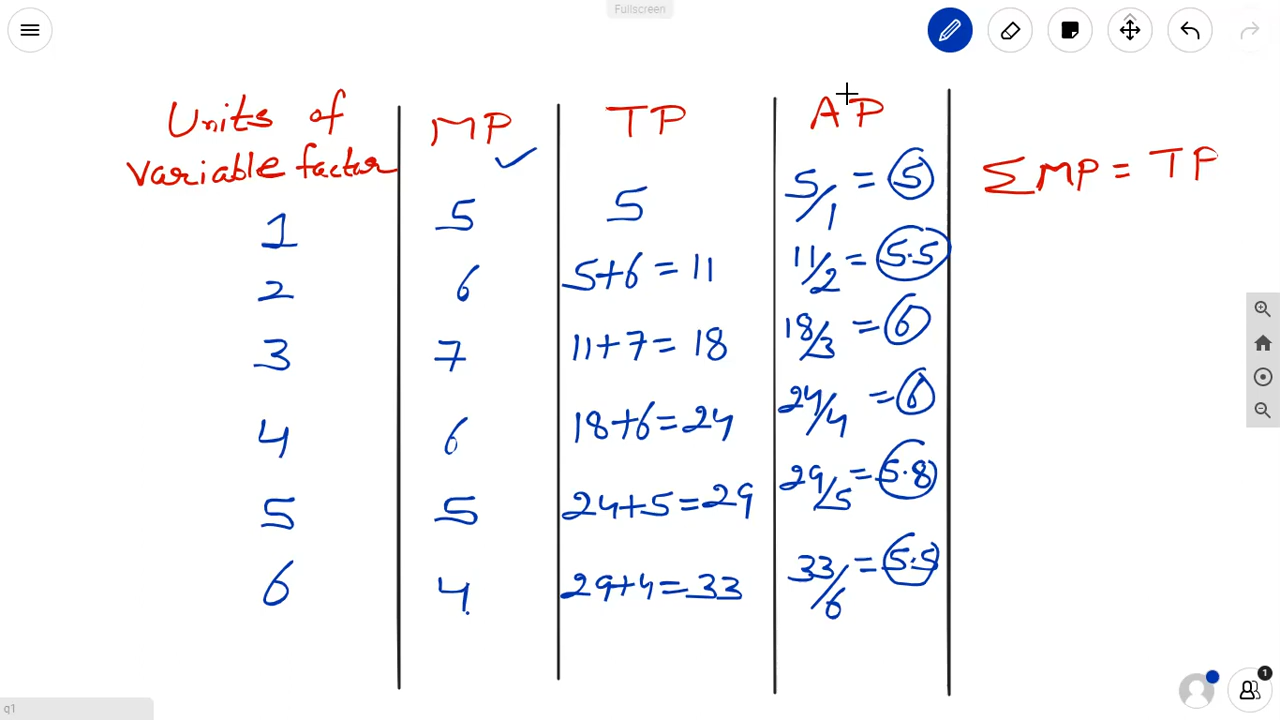 Fullscreen
Units of variable factor MP TP AP
∑MP = TP
1 5 5 5/1 = 5
2 6 5+6 = 11 11/2 = 5.5
3 7 11+7 = 18 18/3 = 6
4 6 18+6 = 24 24/4 = 6
5 5 24+5 = 29 29/5 = 5.8
6 4 29+4 = 33 33/6 = 5.5
q1
1